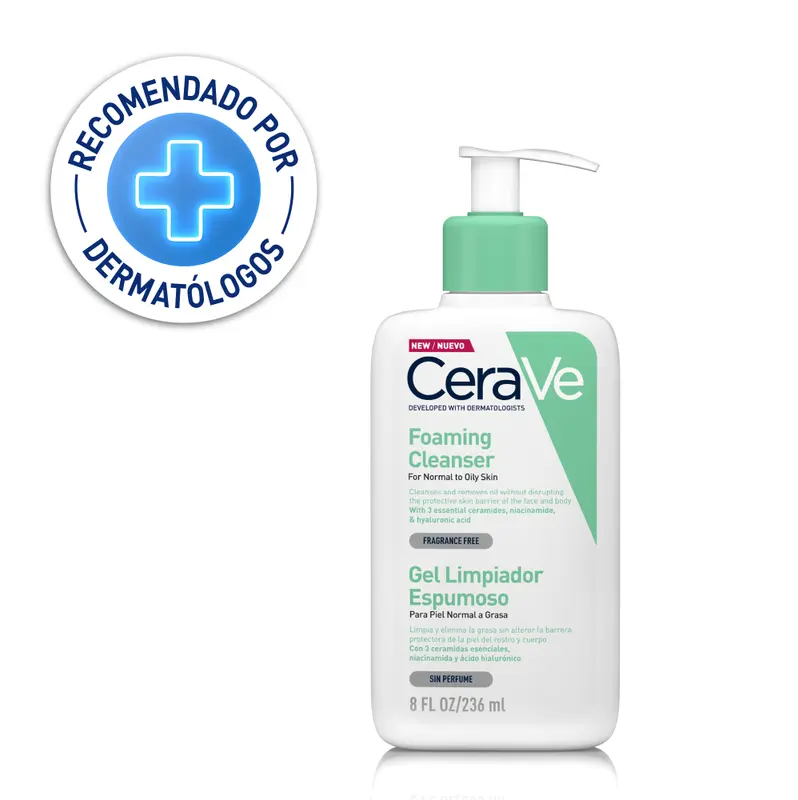 RECOMENDADO POR
DERMATÓLOGOS
NEW / NUEVO
CeraVe
DEVELOPED WITH DERMATOLOGISTS
Foaming
Cleanser
For Normal to Oily Skin
Cleanses and removes oil without disrupting
the protective skin barrier of the face and body
With 3 essential ceramides, niacinamide,
& hyaluronic acid
FRAGRANCE FREE
Gel Limpiador
Espumoso
Para Piel Normal a Grasa
Limpia y elimina la grasa sin alterar la barrera
protectora de la piel del rostro y cuerpo
Con 3 ceramidas esenciales,
niacinamida y ácido hialurónico
SIN PERFUME
8 FL OZ/236 ml